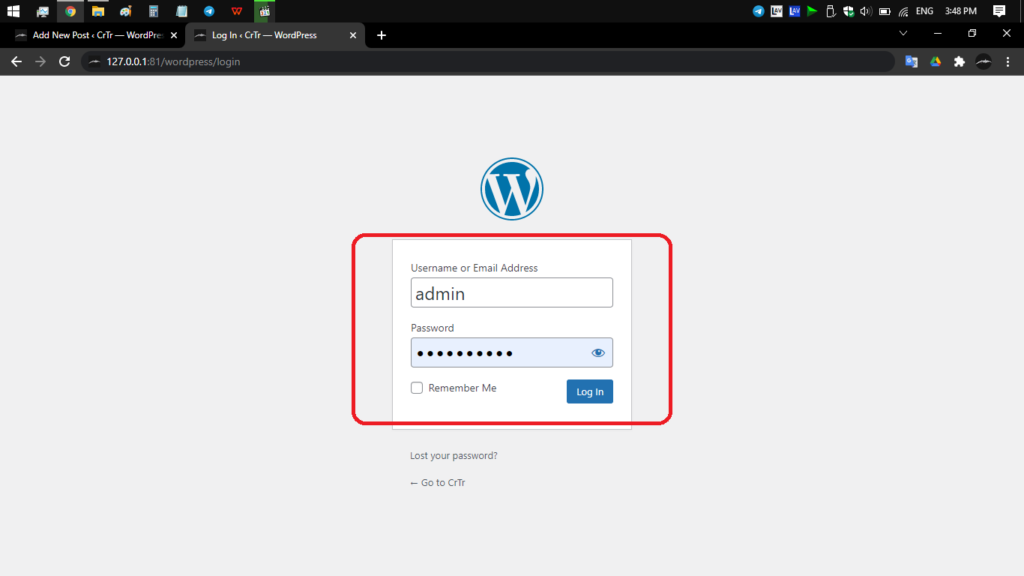 ENG 3:48 PM
Add New Post ‹ CrTr — WordPre
Log In ‹ CrTr — WordPress
127.0.0.1:81/wordpress/login
Username or Email Address
admin
Password
Remember Me
Log In
Lost your password?
← Go to CrTr